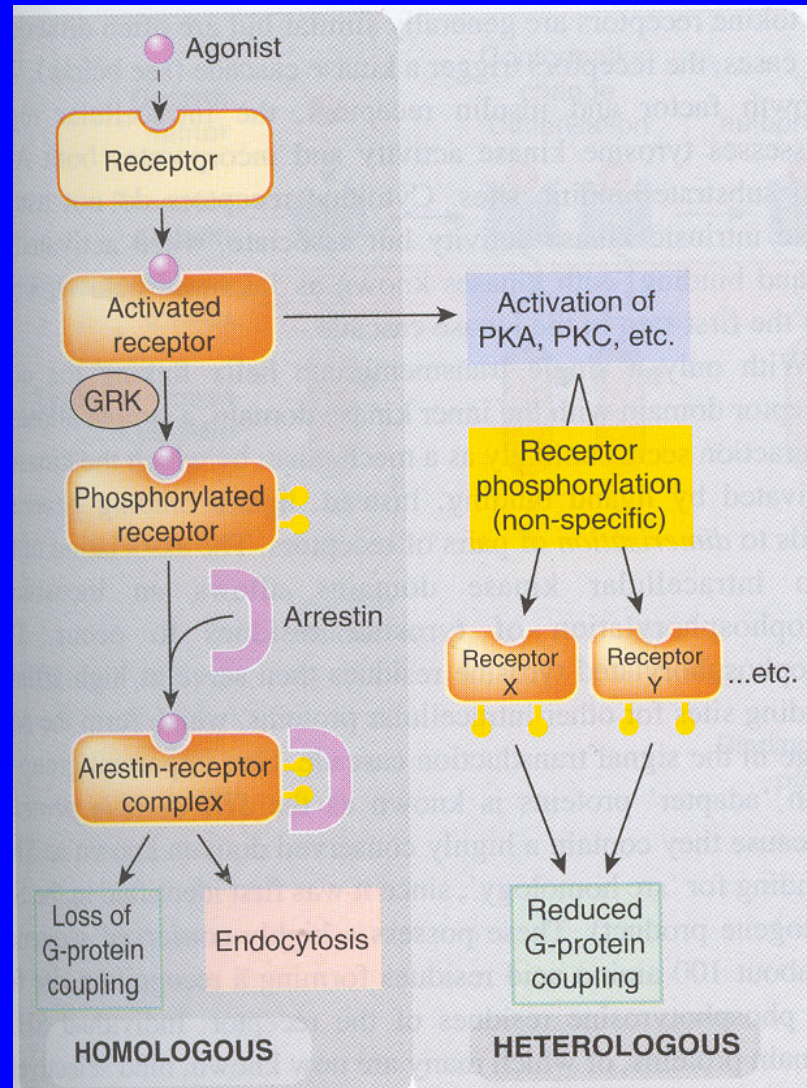 Agonist
Receptor
Activated
receptor
GRK
Phosphorylated
receptor
Arrestin
Arestin-receptor
complex
Loss of
G-protein
coupling
Endocytosis
HOMOLOGOUS
Activation of
PKA, PKC, etc.
Receptor
phosphorylation
(non-specific)
Receptor
X
Receptor
Y
...etc.
Reduced
G-protein
coupling
HETEROLOGOUS